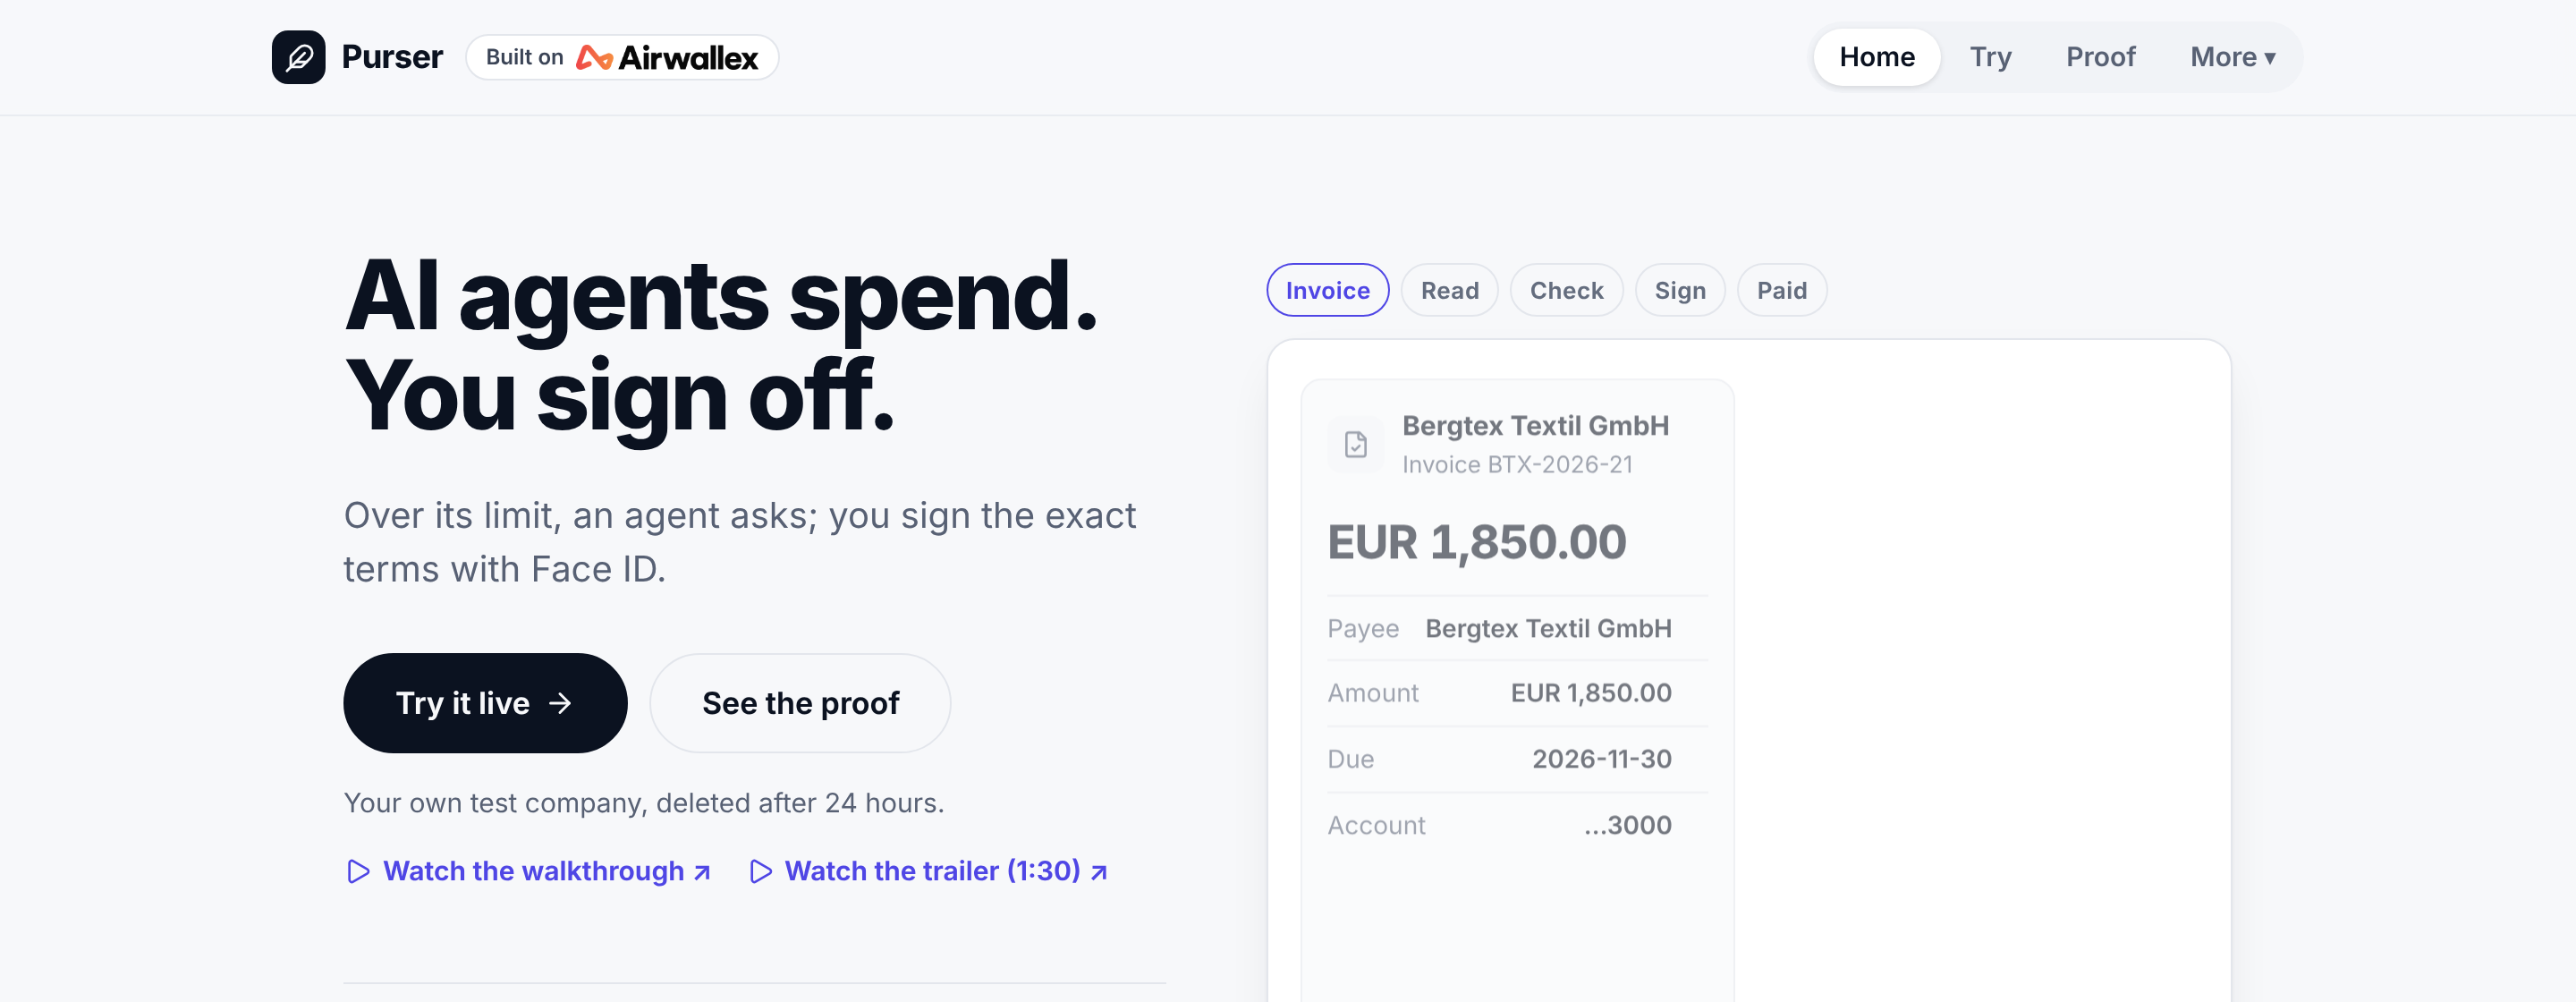 Purser
Built on Airwallex
Home
Try
Proof
More ▾
AI agents spend.
You sign off.
Over its limit, an agent asks; you sign the exact
terms with Face ID.
Try it live →
See the proof
Your own test company, deleted after 24 hours.
Watch the walkthrough ↗
Watch the trailer (1:30) ↗
Invoice
Read
Check
Sign
Paid
Bergtex Textil GmbH
Invoice BTX-2026-21
EUR 1,850.00
Payee Bergtex Textil GmbH
Amount EUR 1,850.00
Due 2026-11-30
Account ...3000